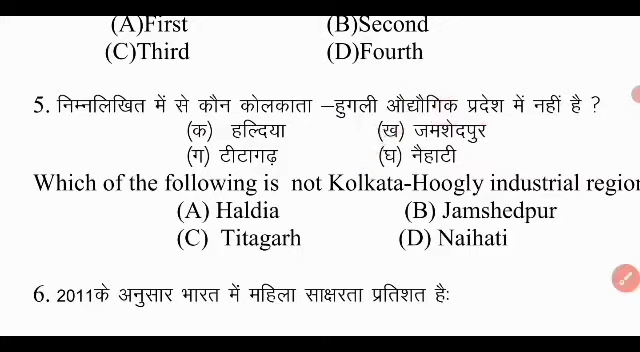 (A)First (B)Second
(C)Third (D)Fourth
5. निम्नलिखित में से कौन कोलकाता –हुगली औद्यौगिक प्रदेश में नहीं है ?
(क) हल्दिया (ख) जमशेदपुर
(ग) टीटागढ़ (घ) नैहाटी
Which of the following is not Kolkata-Hoogly industrial region
(A) Haldia (B) Jamshedpur
(C) Titagarh (D) Naihati
6. 2011के अनुसार भारत में महिला साक्षरता प्रतिशत है: